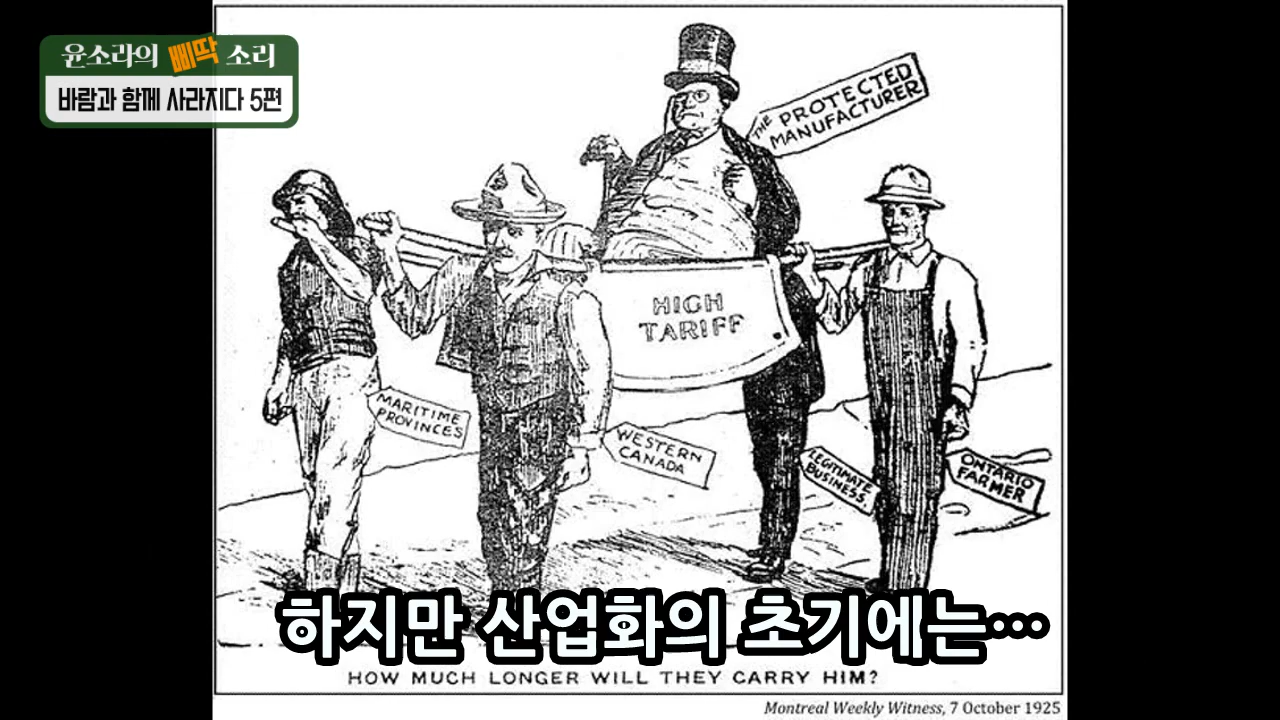 윤소라의 삐딱 소리
바람과 함께 사라지다 5편
THE PROTECTED
MANUFACTURER
HIGH
TARIFF
MARITIME
PROVINCES
WESTERN
CANADA
LEGITIMATE
BUSINESS.
ONTARIO
FARMER
하지만 산업화의 초기에는…
HOW MUCH LONGER WILL THEY CARRY HIM?
Montreal Weekly Witness, 7 October 1925